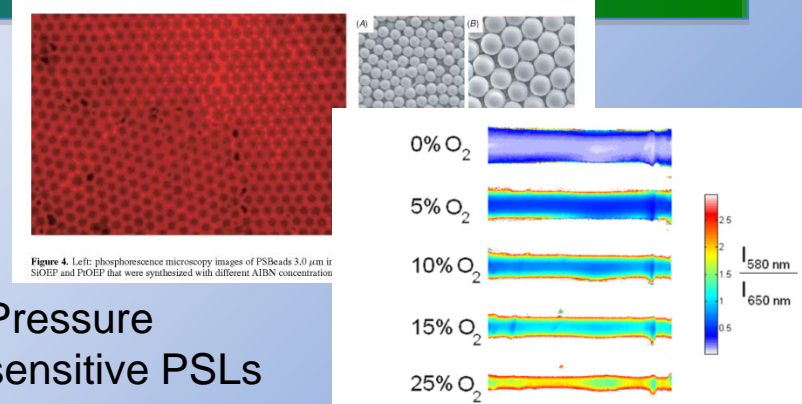 (A) (B)
Figure 4. Left: phosphorescence microscopy images of PSBeads 3.0 μm in
SiOEP and PtOEP that were synthesized with different AIBN concentration
0% O2
5% O2
10% O2
15% O2
25% O2
2.5
2
1.5
1
0.5
I580 nm
I650 nm
Pressure
sensitive PSLs